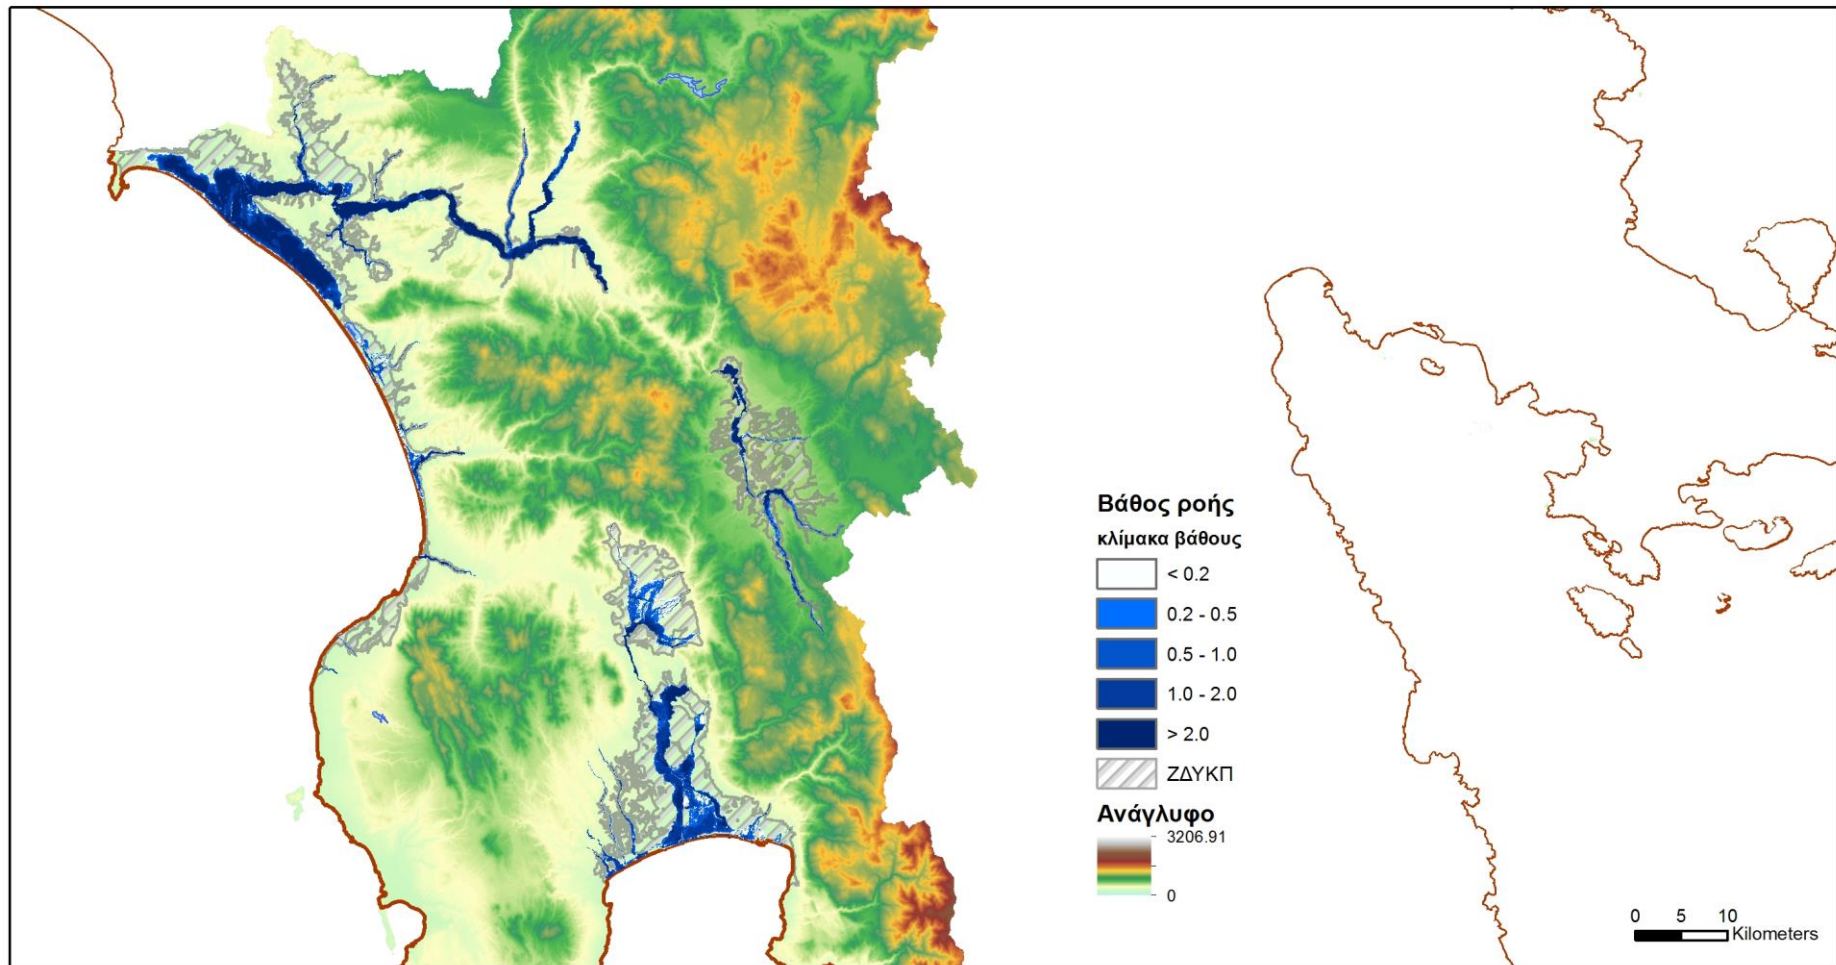 Βάθος ροής
κλίμακα βάθους
< 0.2
0.2 - 0.5
0.5 - 1.0
1.0 - 2.0
> 2.0
ΖΔΥΚΠ
Ανάγλυφο
3206.91
0
0 5 10
Kilometers